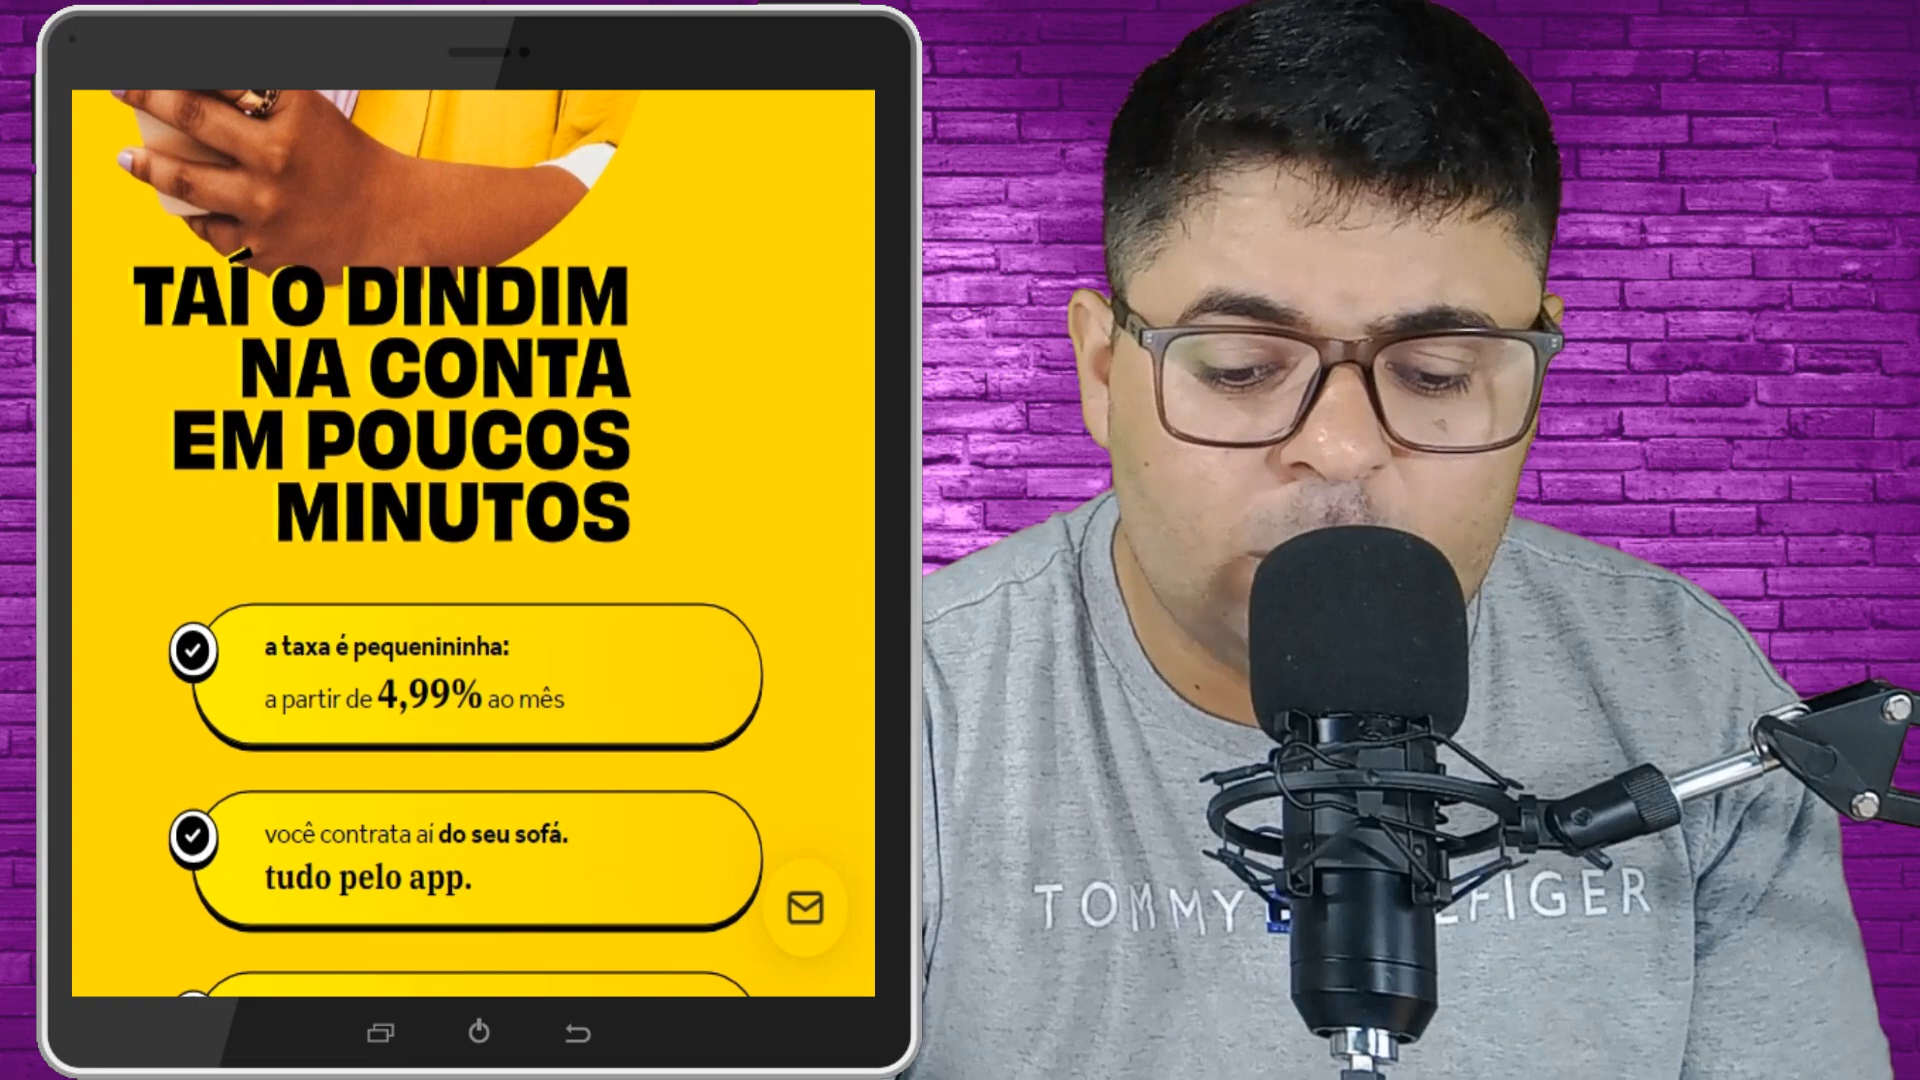 TAÍ O DINDIM
NA CONTA
EM POUCOS
MINUTOS
a taxa é pequenininha:
a partir de 4,99% ao mês
você contrata aí do seu sofá.
tudo pelo app.
TOMMY
FIGER